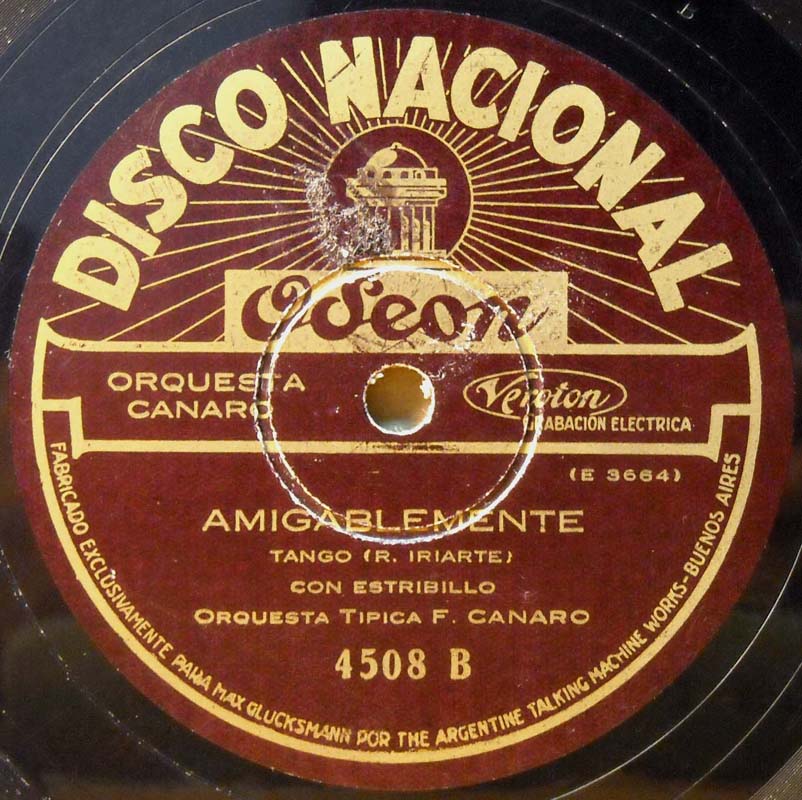 DISCO NACIONAL
Odeon
ORQUESTA
CANARO
Veroton
GRABACIÓN ELECTRICA
(E 3664)
AMIGABLEMENTE
TANGO (R. IRIARTE)
CON ESTRIBILLO
ORQUESTA TIPICA F. CANARO
4508 B
FABRICADO EXCLUSIVAMENTE PARA MAX GLUCKSMANN POR THE ARGENTINE TALKING MACHINE WORKS-BUENOS AIRES